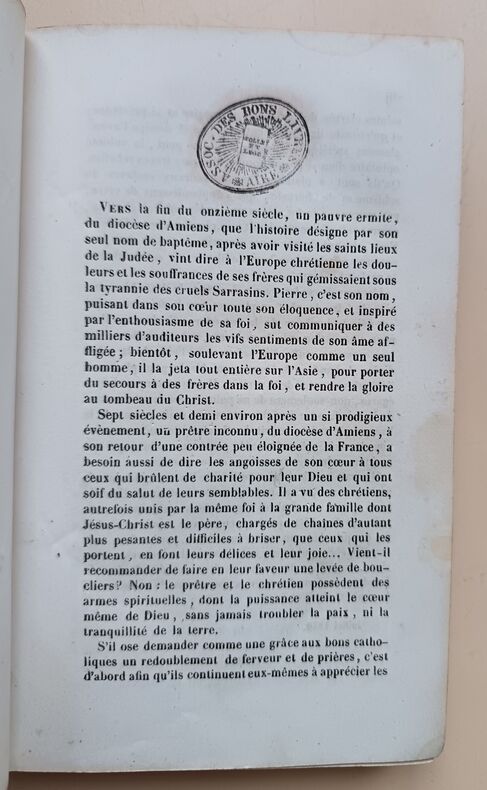 ASSOC. DES BONS LIVRES
AIRE
VERS la fin du onzième siècle, un pauvre ermite,
du diocèse d'Amiens, que l'histoire désigne par son
seul nom de baptême, après avoir visité les saints lieux
de la Judée, vint dire à l'Europe chrétienne les dou-
leurs et les souffrances de ses frères qui gémissaient sous
la tyrannie des cruels Sarrasins. Pierre, c'est son nom,
puisant dans son cœur toute son éloquence, et inspiré
par l'enthousiasme de sa foi, sut communiquer à des
milliers d'auditeurs les vifs sentiments de son âme af-
fligée ; bientôt, soulevant l'Europe comme un seul
homme, il la jeta tout entière sur l'Asie, pour porter
du secours à des frères dans la foi, et rendre la gloire
au tombeau du Christ.
Sept siècles et demi environ après un si prodigieux
évènement, un prêtre inconnu, du diocèse d'Amiens, à
son retour d'une contrée peu éloignée de la France, a
besoin aussi de dire les angoisses de son cœur à tous
ceux qui brûlent de charité pour leur Dieu et qui ont
soif du salut de leurs semblables. Il a vu des chrétiens,
autrefois unis par la même foi à la grande famille dont
Jésus-Christ est le père, chargés de chaînes d'autant
plus pesantes et difficiles à briser, que ceux qui les
portent, en font leurs délices et leur joie... Vient-il
recommander de faire en leur faveur une levée de bou-
cliers? Non : le prêtre et le chrétien possèdent des
armes spirituelles, dont la puissance atteint le cœur
même de Dieu, sans jamais troubler la paix, ni la
tranquillité de la terre.
S'il ose demander comme une grâce aux bons catho-
liques un redoublement de ferveur et de prières, c'est
d'abord afin qu'ils continuent eux-mêmes à apprécier les